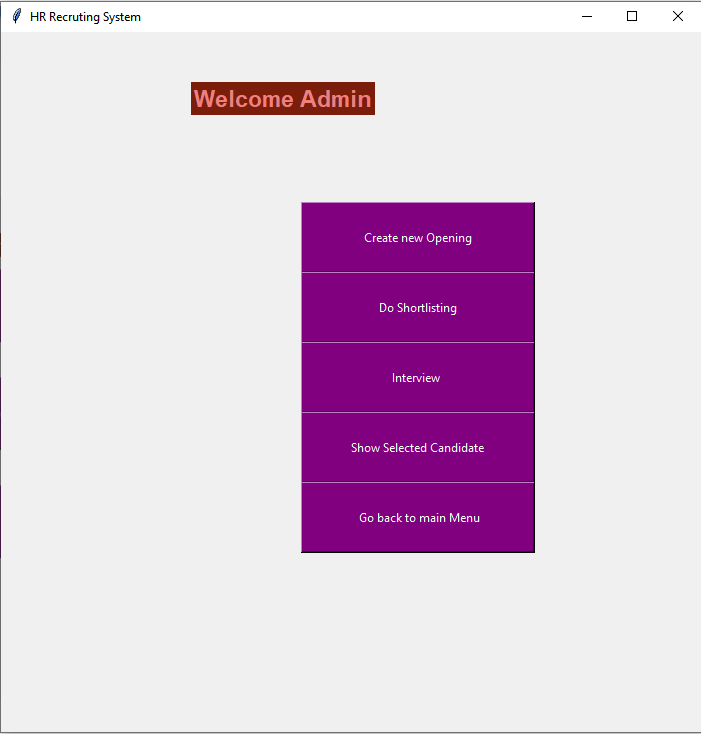 HR Recruting System
Welcome Admin
Create new Opening
Do Shortlisting
Interview
Show Selected Candidate
Go back to main Menu